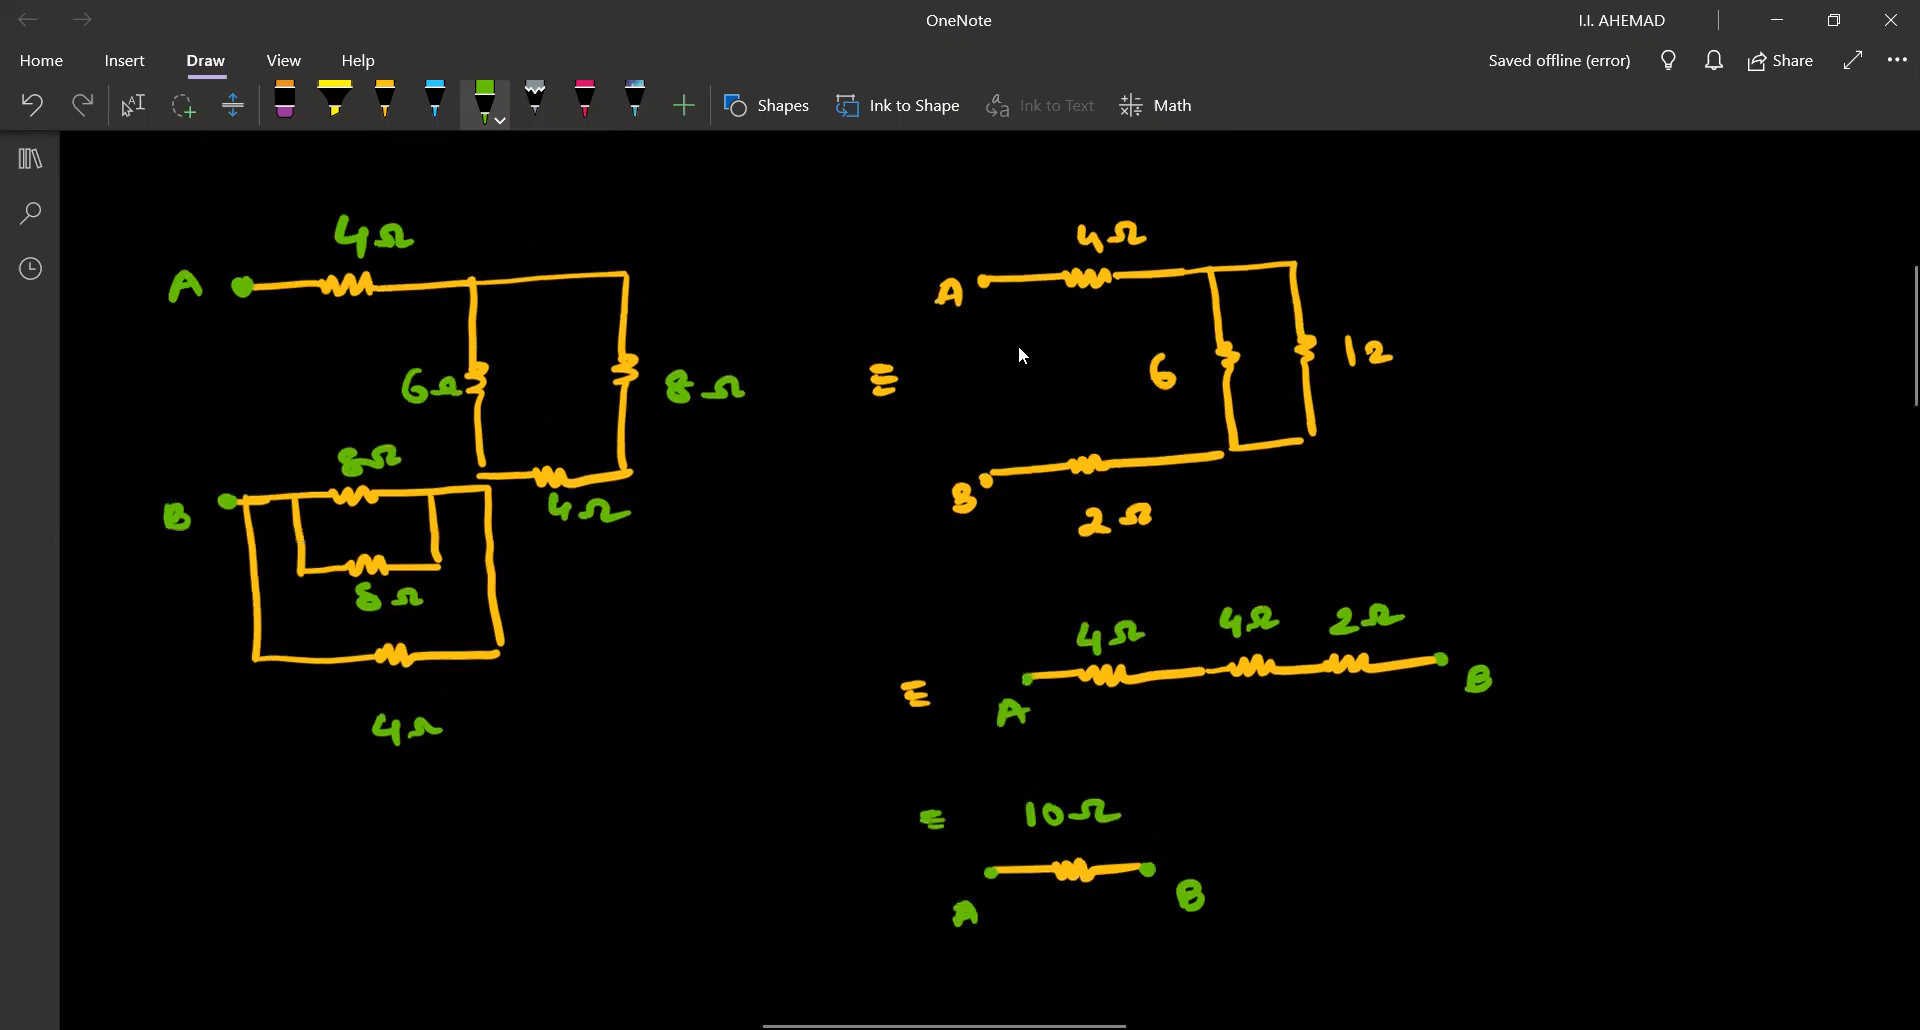 OneNote
I.I. AHEMAD
Home Insert Draw View Help
Saved offline (error)
Share
Shapes
Ink to Shape
Ink to Text
Math
4Ω
A
6Ω
8Ω
8Ω
B
4Ω
8Ω
4Ω
4Ω
A
≡
6
12
B
2Ω
4Ω 4Ω 2Ω
≡
A
B
≡ 10Ω
A
B